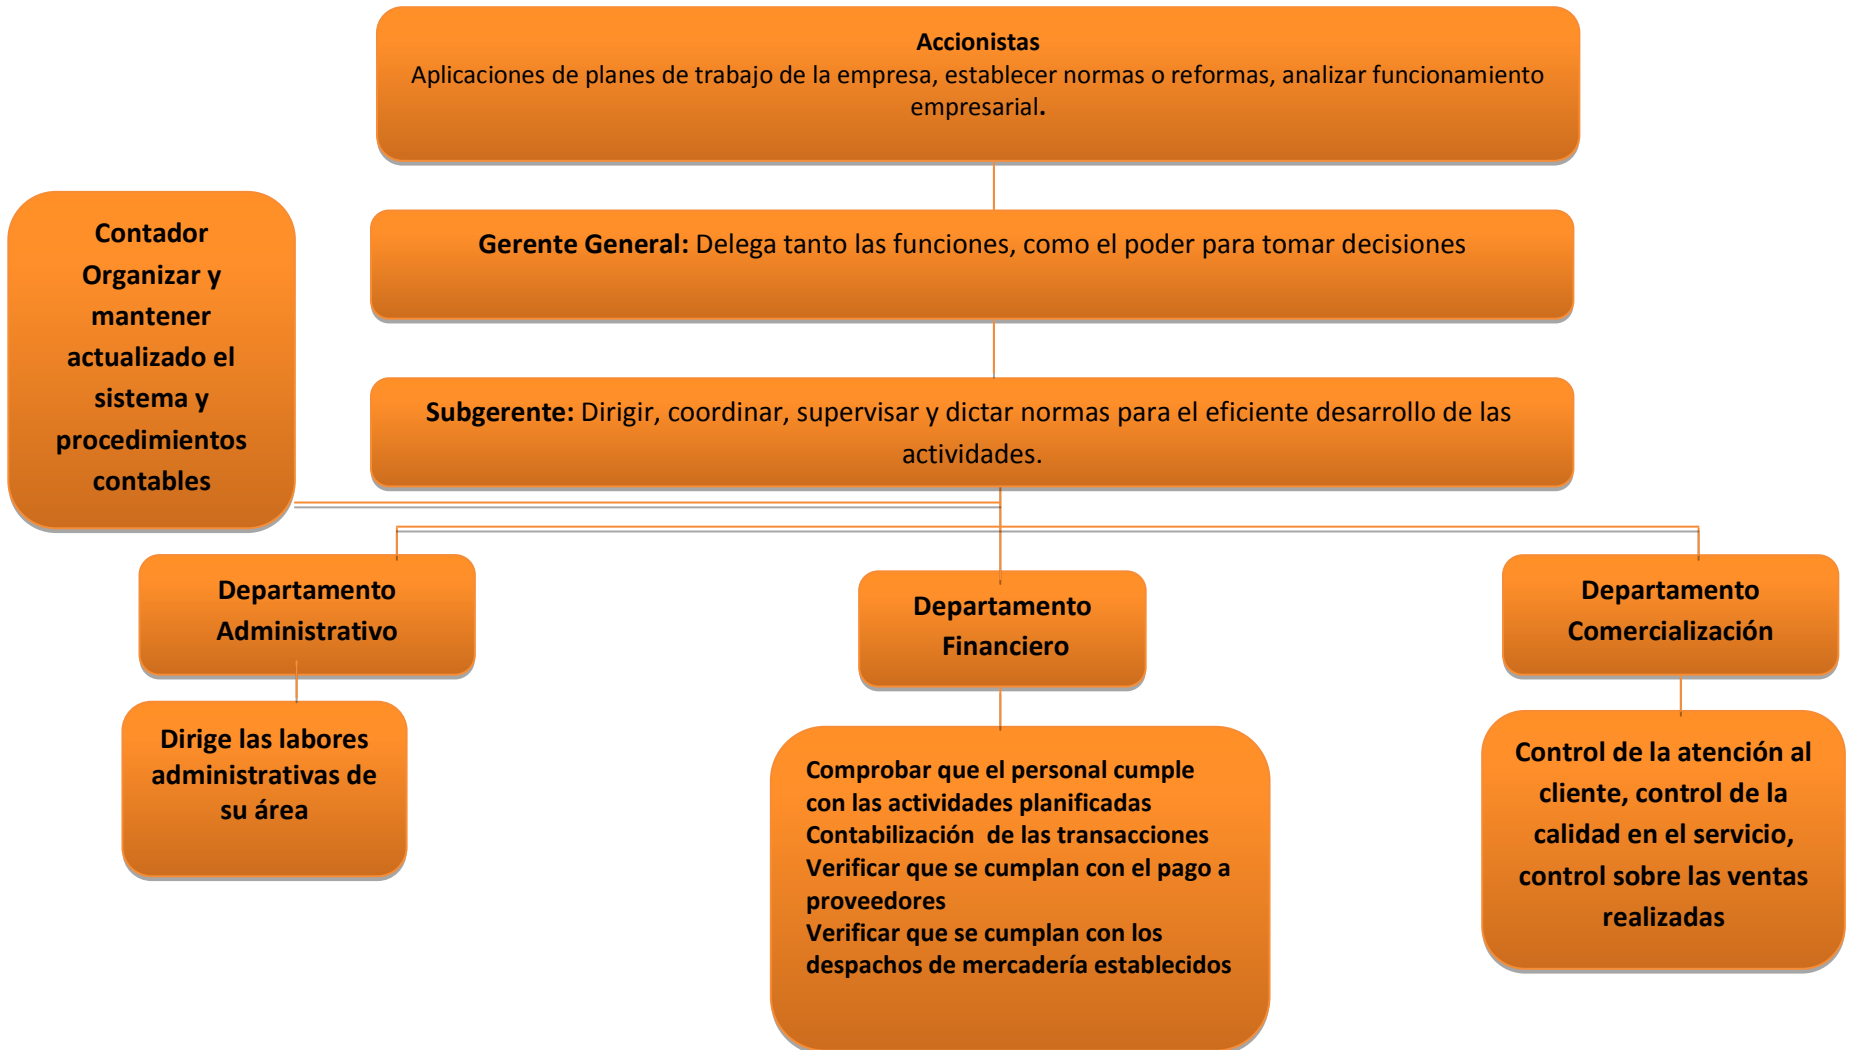 Accionistas
Aplicaciones de planes de trabajo de la empresa, establecer normas o reformas, analizar funcionamiento
empresarial.
Contador
Organizar y
mantener
actualizado el
sistema y
procedimientos
contables
Gerente General: Delega tanto las funciones, como el poder para tomar decisiones
Subgerente: Dirigir, coordinar, supervisar y dictar normas para el eficiente desarrollo de las
actividades.
Departamento
Administrativo
Departamento
Financiero
Departamento
Comercialización
Dirige las labores
administrativas de
su área
Comprobar que el personal cumple
con las actividades planificadas
Contabilización  de las transacciones
Verificar que se cumplan con el pago a
proveedores
Verificar que se cumplan con los
despachos de mercadería establecidos
Control de la atención al
cliente, control de la
calidad en el servicio,
control sobre las ventas
realizadas